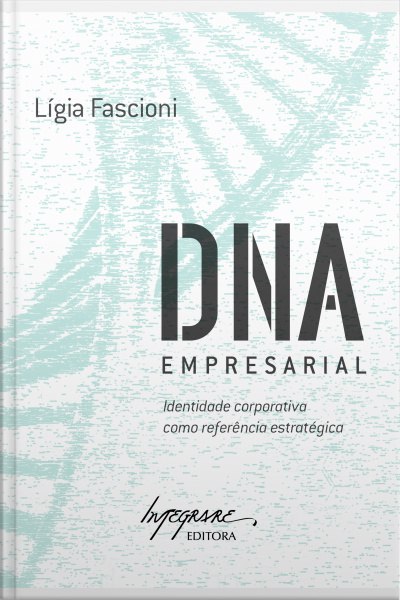 Lígia Fascioni
DNA
EMPRESARIAL
Identidade corporativa
como referência estratégica
INTEGRARE
EDITORA